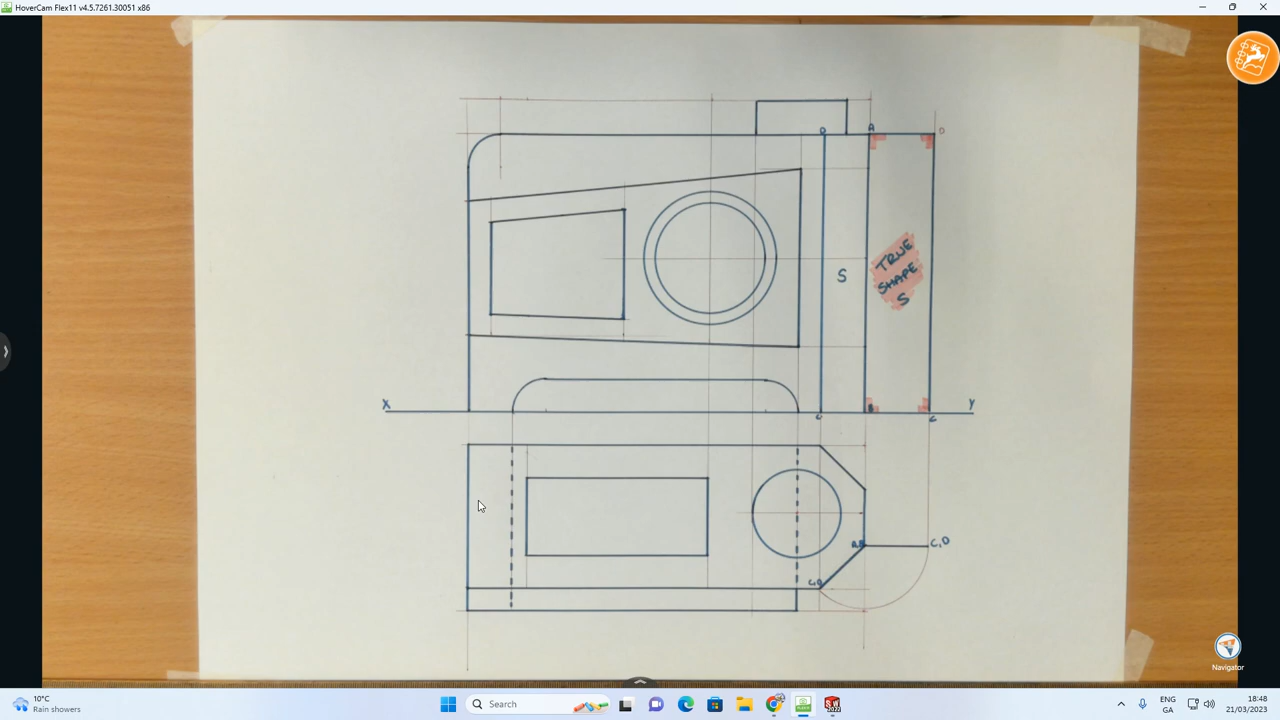 HoverCam Flex11 v4.5.7261.30051 x86
D
A
D
TRUE
SHAPE
S
S
X
Y
C
B
C
A,B
C,D
C,D
Navigator
10°C
Rain showers
Search
ENG
GA
18:48
21/03/2023